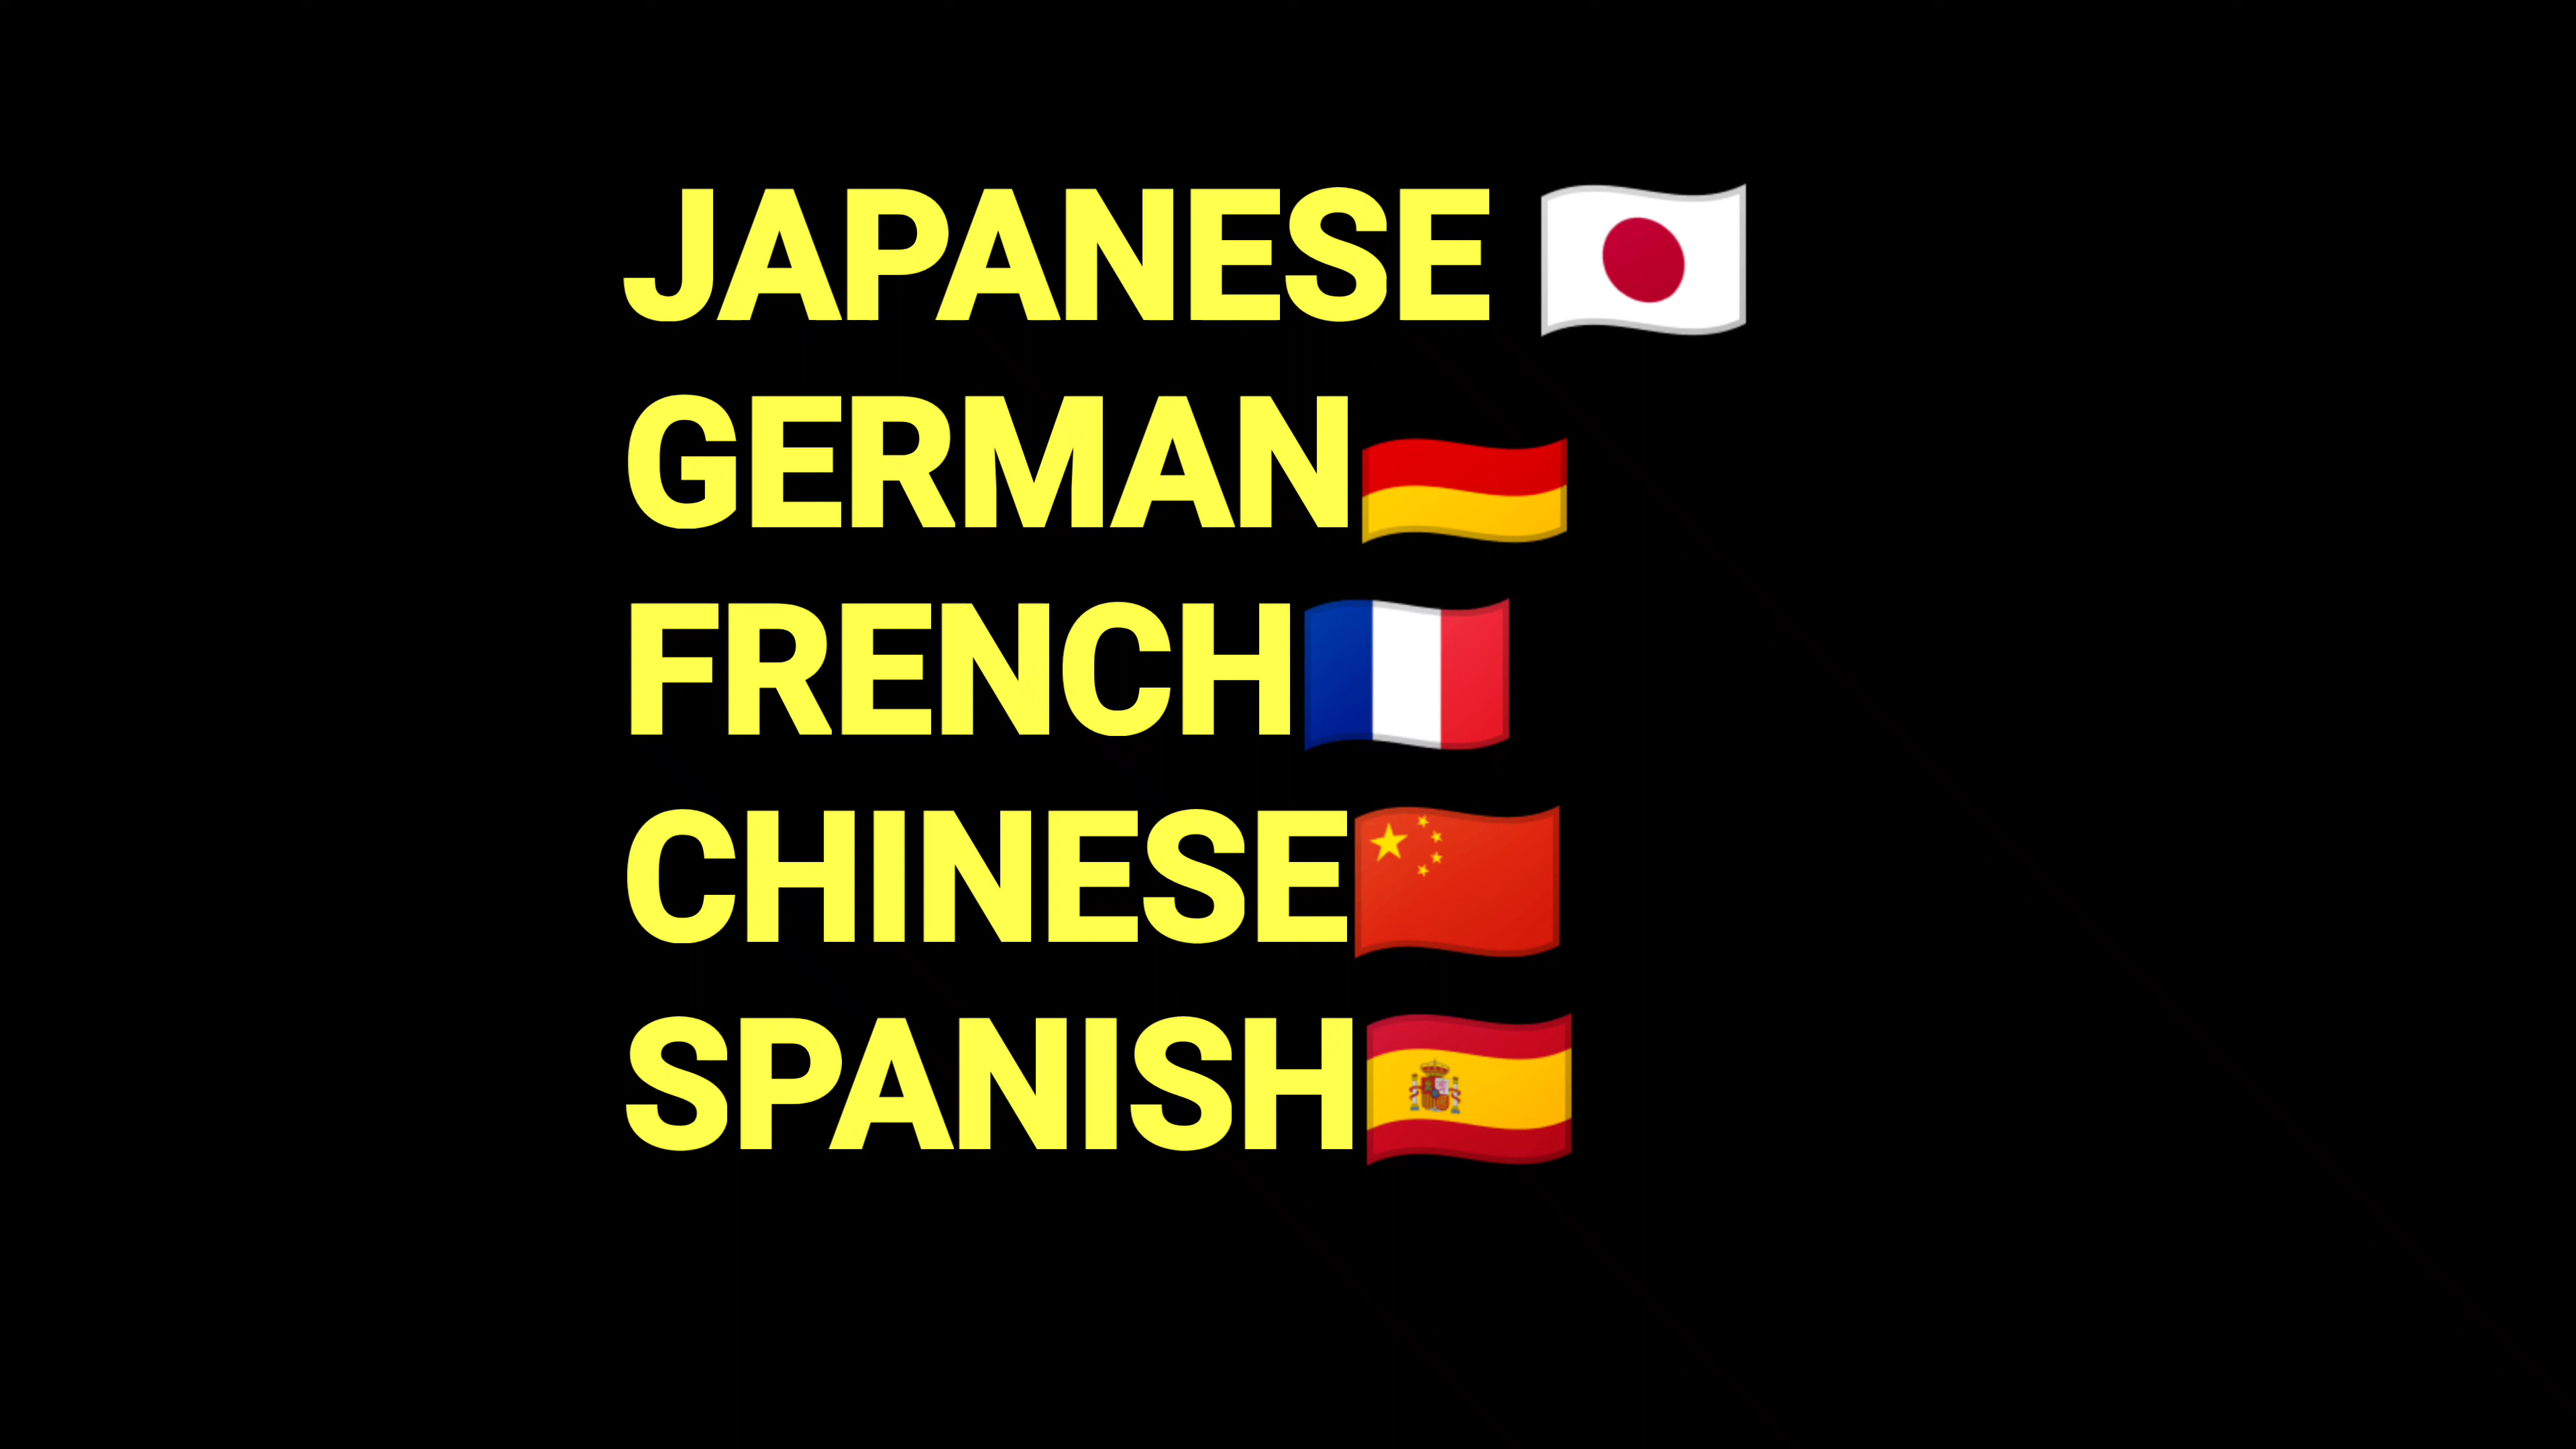 JAPANESE 🇯🇵
GERMAN🇩🇪
FRENCH🇫🇷
CHINESE🇨🇳
SPANISH🇪🇸